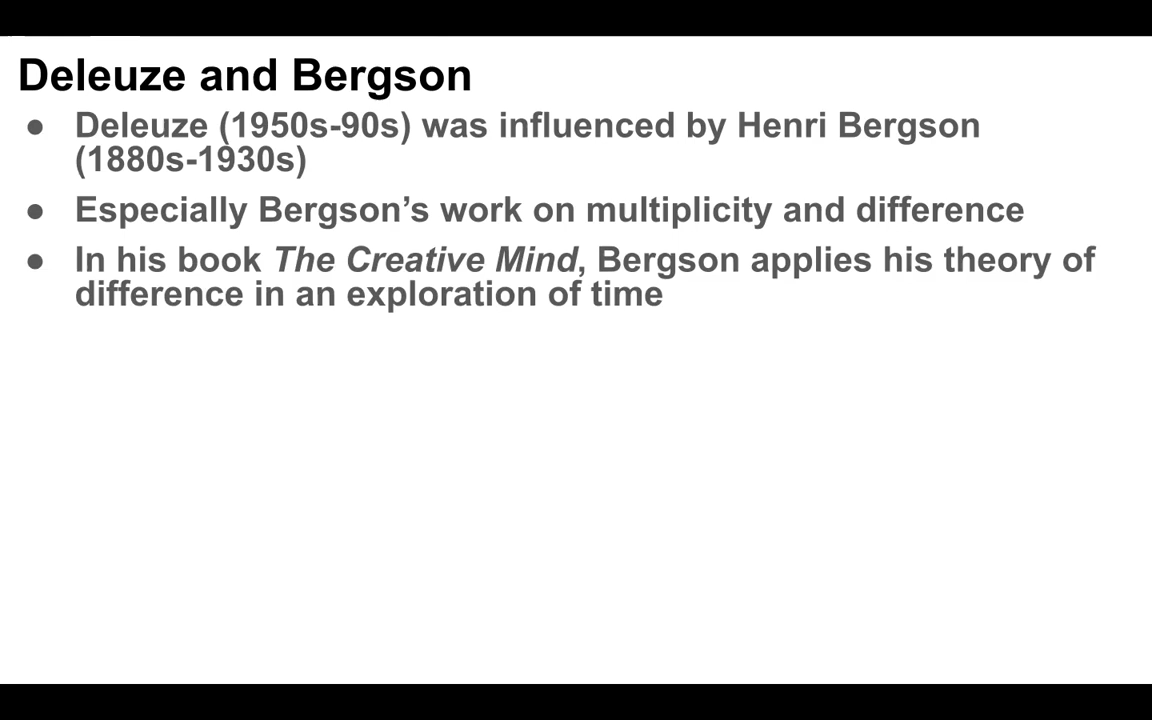 Deleuze and Bergson
● Deleuze (1950s-90s) was influenced by Henri Bergson
(1880s-1930s)
● Especially Bergson’s work on multiplicity and difference
● In his book The Creative Mind, Bergson applies his theory of
difference in an exploration of time